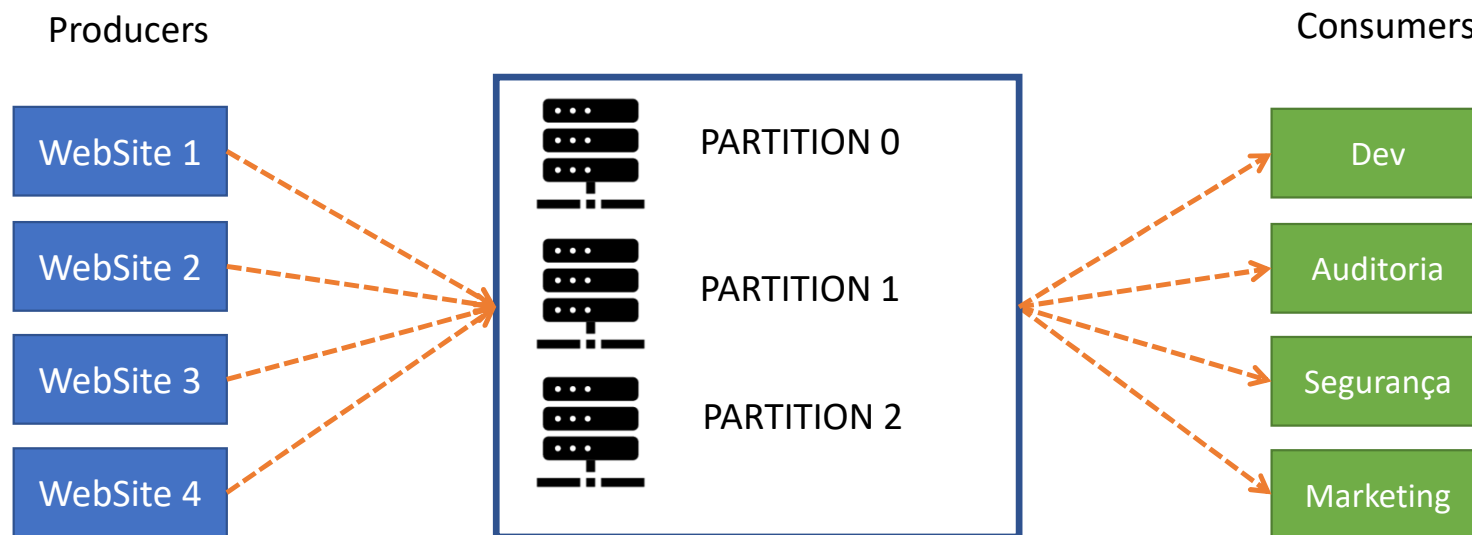 Producers
Consumers
WebSite 1
WebSite 2
WebSite 3
WebSite 4
PARTITION 0
PARTITION 1
PARTITION 2
Dev
Auditoria
Segurança
Marketing